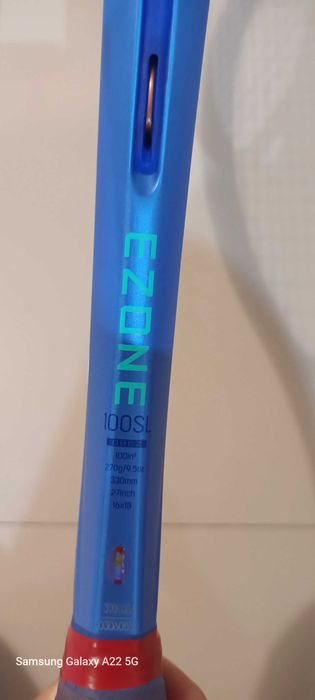 EZONE
100SL
100in²
270g/9.5oz
330mm
27inch
16x18
Samsung Galaxy A22 5G